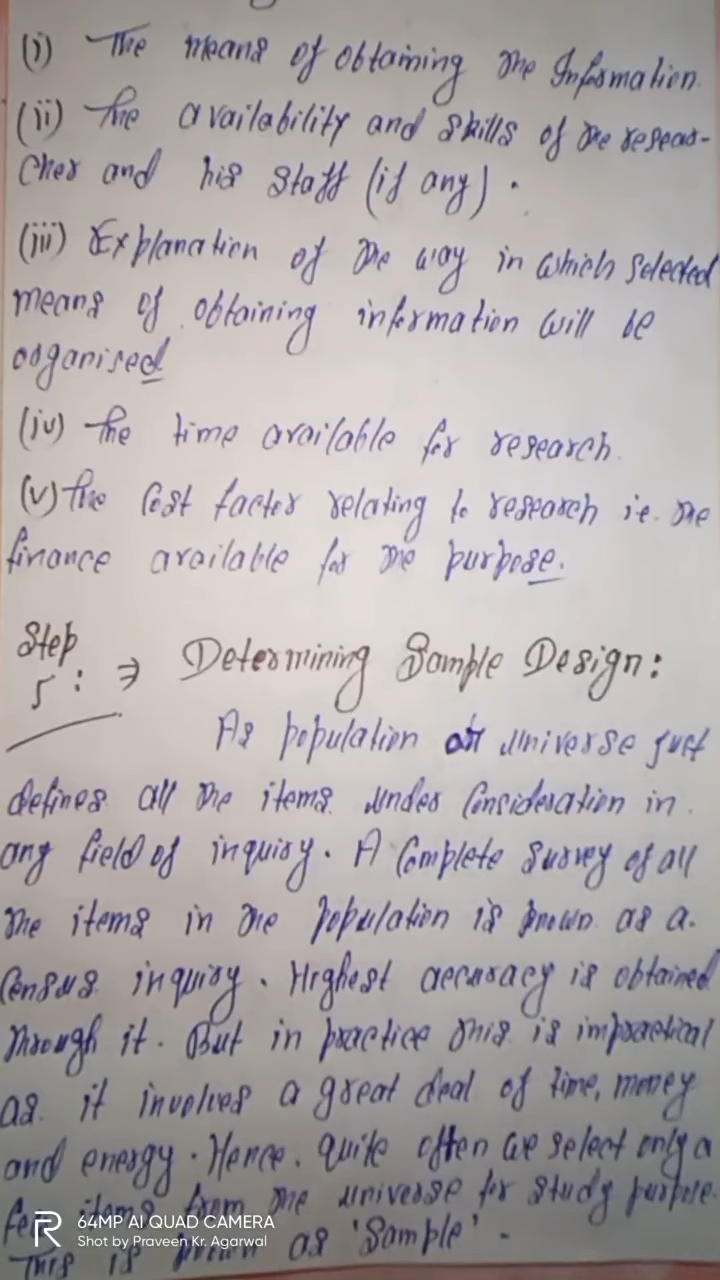 (i) The means of obtaining the Information.
(ii) The availability and skills of the resear-
cher and his staff (if any).
(iii) Explanation of the way in which selected
means of obtaining information will be
organised
(iv) The time available for research.
(v) The Cost factor relating to research i.e. the
finance available for the purpose.
Step 5: ⇒ Determining Sample Design:
As population or universe just
defines all the items under Consideration in
any field of inquiry. A Complete Survey of all
the items in the population is known as a
Census inquiry. Highest accuracy is obtained
through it. But in practice this is impractical
as it involves a great deal of time, money
and energy. Hence, quite often we select only a
few items from the universe for study purpose.
This is known as 'Sample'.
64MP AI QUAD CAMERA
Shot by Praveen Kr. Agarwal